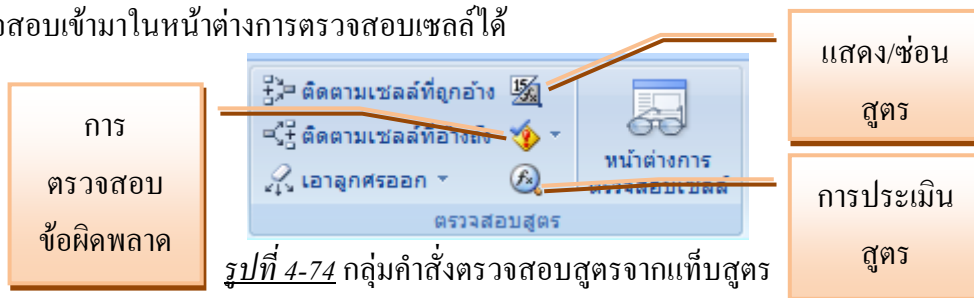 สอบเข้ามาในหน้าต่างการตรวจสอบเซลล์ได้
แสดง/ซ่อน
สูตร
การ
ตรวจสอบ
ข้อผิดพลาด
ติดตามเซลล์ที่ถูกอ้าง
ติดตามเซลล์ที่อ้างถึง
เอาลูกศรออก
หน้าต่างการ
ตรวจสอบเซลล์
ตรวจสอบสูตร
การประเมิน
สูตร
รูปที่ 4-74 กลุ่มคำสั่งตรวจสอบสูตรจากแท็บสูตร